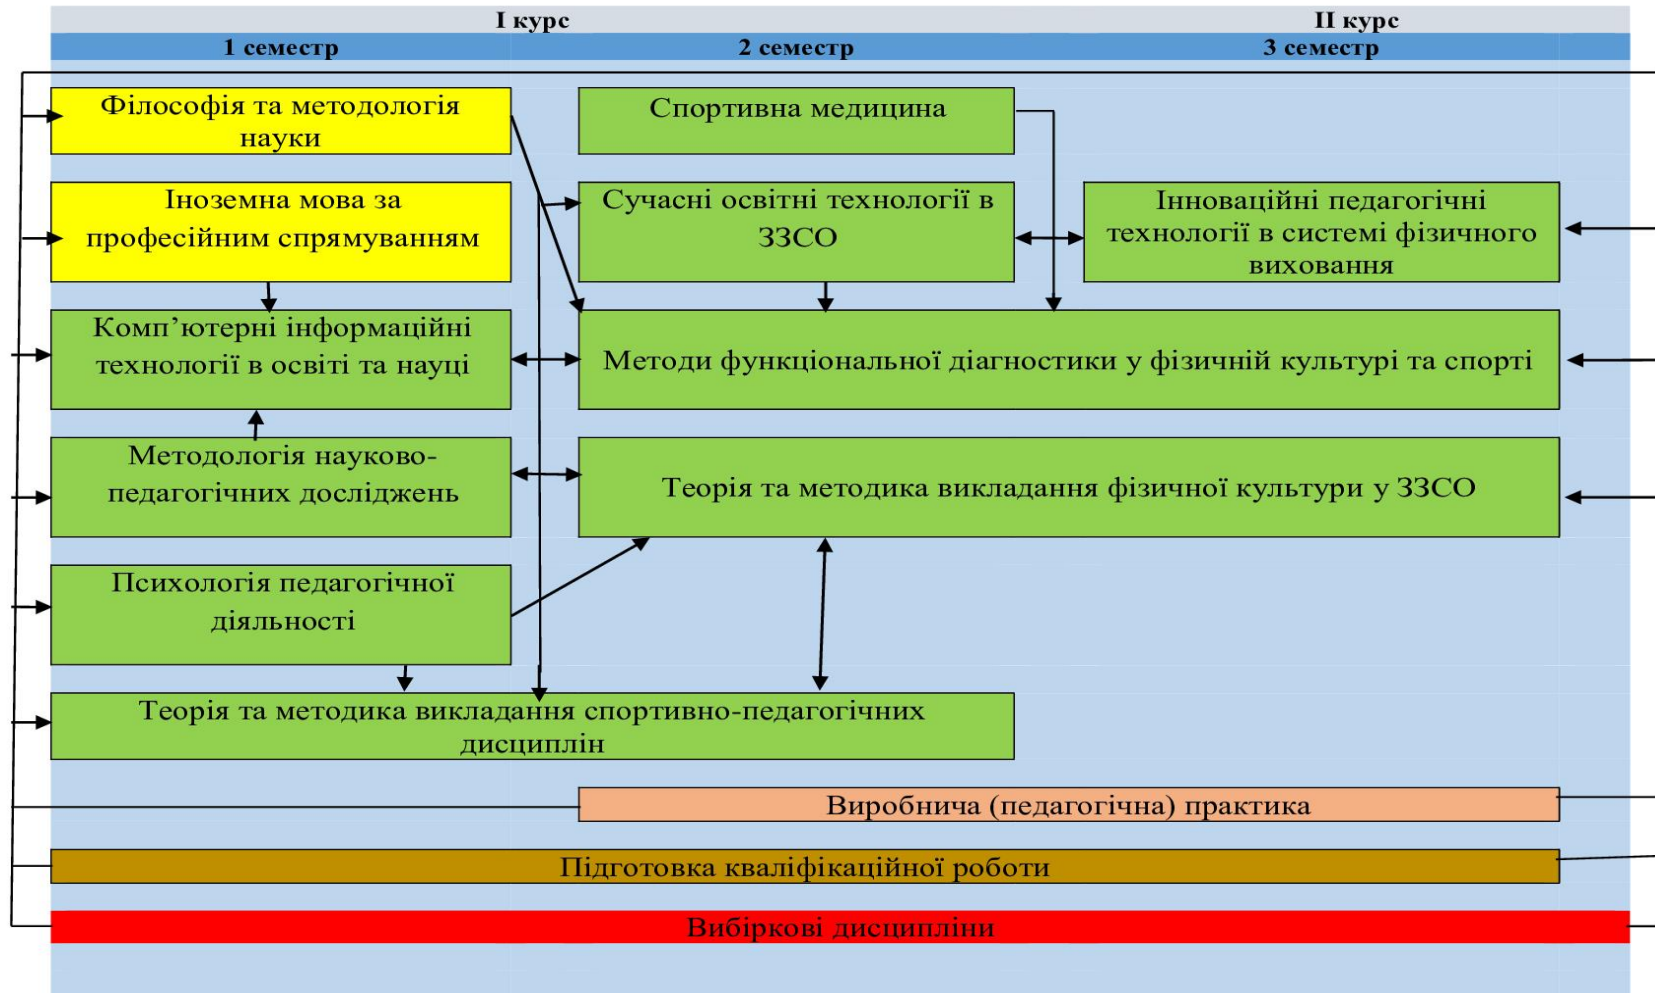 І курс
ІІ курс
1 семестр
2 семестр
3 семестр
Філософія та методологія
науки
Спортивна медицина
Іноземна мова за
професійним спрямуванням
Сучасні освітні технології в
ЗЗСО
Інноваційні педагогічні
технології в системі фізичного
виховання
Комп’ютерні інформаційні
технології в освіті та науці
Методи функціональної діагностики у фізичній культурі та спорті
Методологія науково-
педагогічних досліджень
Теорія та методика викладання фізичної культури у ЗЗСО
Психологія педагогічної
діяльності
Теорія та методика викладання спортивно-педагогічних
дисциплін
Виробнича (педагогічна) практика
Підготовка кваліфікаційної роботи
Вибіркові дисципліни